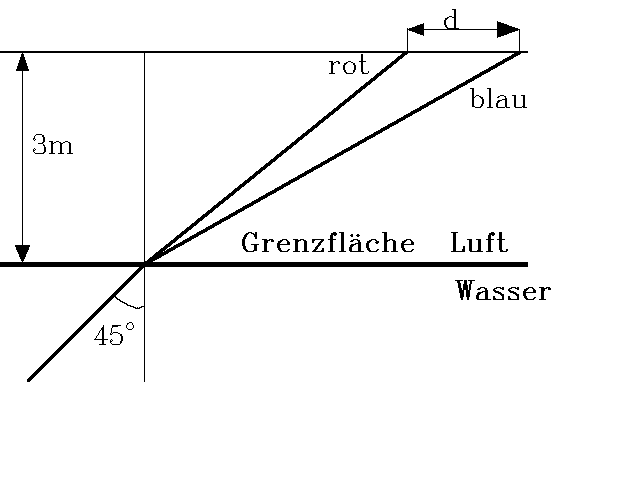 d
rot
blau
3m
Grenzfläche Luft
Wasser
45°